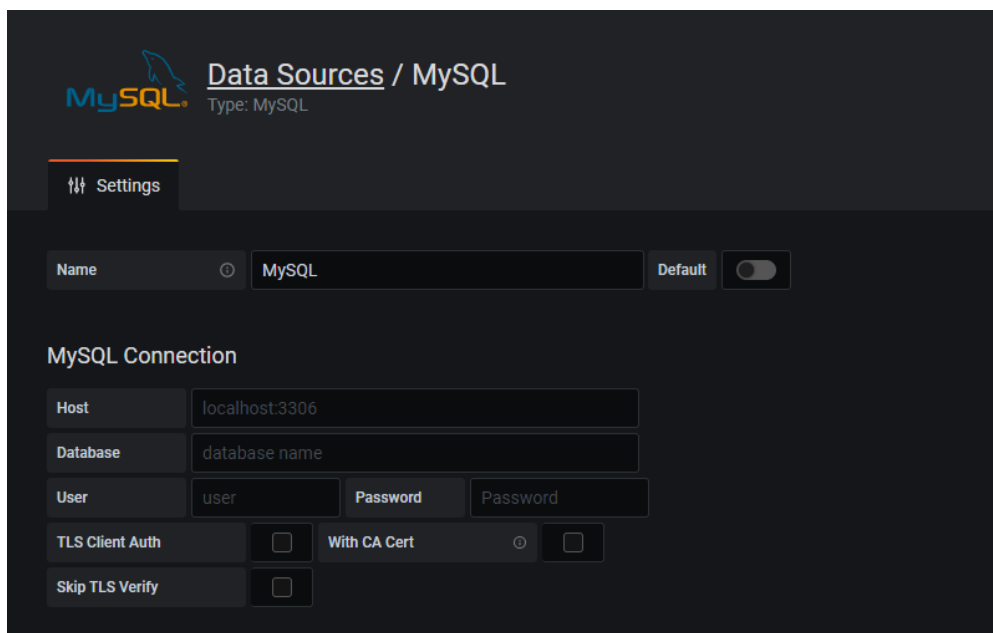 MySQL®
Data Sources / MySQL
Type: MySQL
Settings
Name MySQL Default
MySQL Connection
Host localhost:3306
Database database name
User user Password Password
TLS Client Auth With CA Cert
Skip TLS Verify